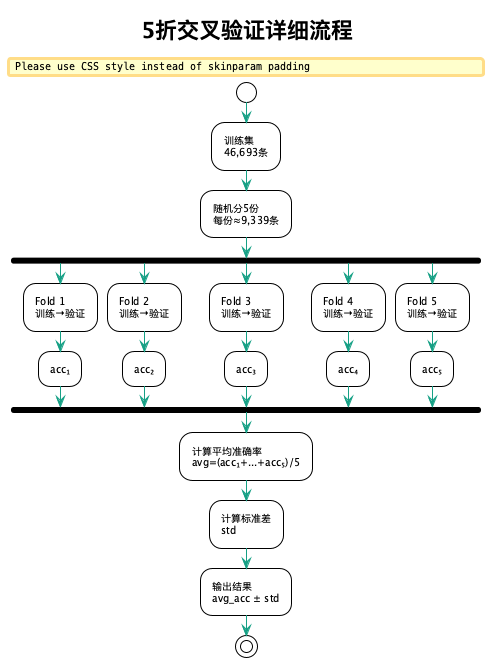 5折交叉验证详细流程
Please use CSS style instead of skinparam padding
训练集
46,693条
随机分5份
每份≈9,339条
Fold 1
训练→验证
Fold 2
训练→验证
Fold 3
训练→验证
Fold 4
训练→验证
Fold 5
训练→验证
acc₁
acc₂
acc₃
acc₄
acc₅
计算平均准确率
avg=(acc₁+...+acc₅)/5
计算标准差
std
输出结果
avg_acc ± std